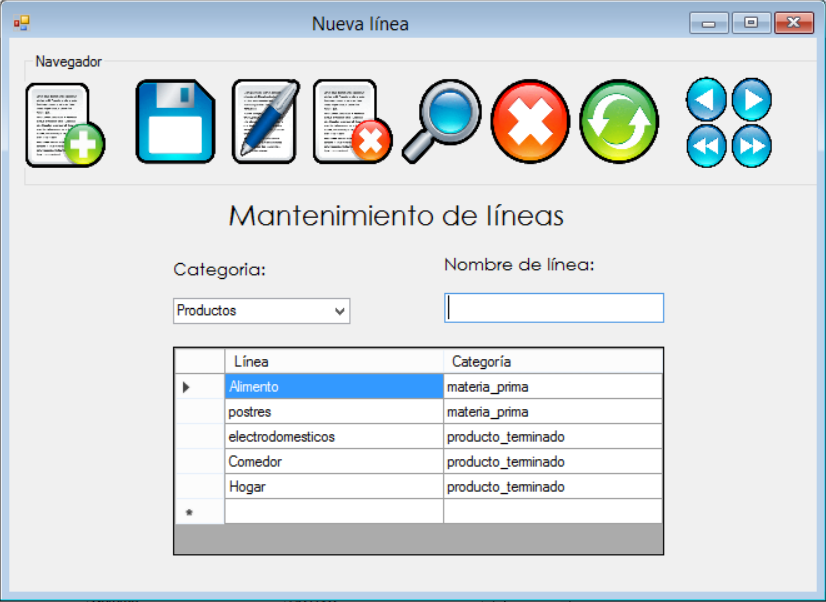 Nueva línea
Navegador
Mantenimiento de líneas
Categoria:
Nombre de línea:
Productos
Línea Categoría
Alimento materia_prima
postres materia_prima
electrodomesticos producto_terminado
Comedor producto_terminado
Hogar producto_terminado